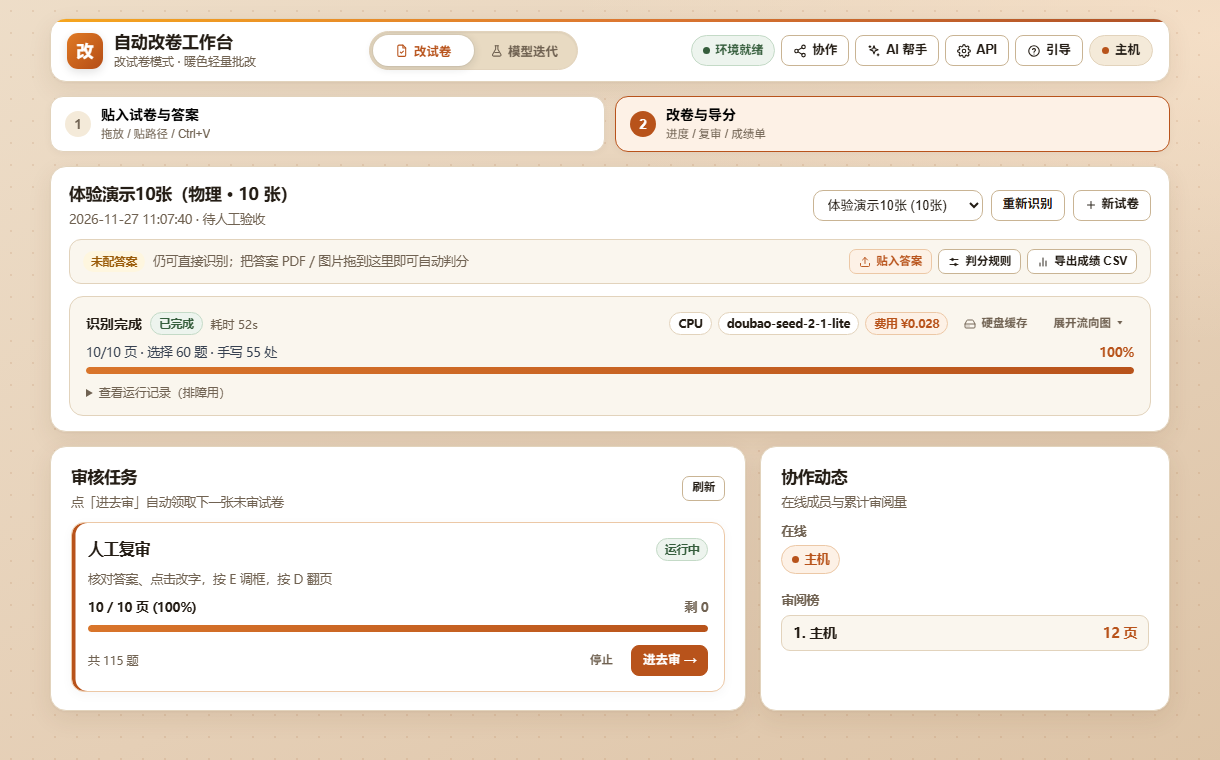 改
自动改卷工作台
改试卷模式 · 暖色轻量批改
改试卷
模型迭代
环境就绪
协作
AI 帮手
API
引导
主机
1
贴入试卷与答案
拖放 / 贴路径 / Ctrl+V
2
改卷与导分
进度 / 复审 / 成绩单
体验演示10张（物理 · 10 张）
2026-11-27 11:07:40 · 待人工验收
体验演示10张 (10张)
重新识别
+ 新试卷
未配答案
仍可直接识别；把答案 PDF / 图片拖到这里即可自动判分
贴入答案
判分规则
导出成绩 CSV
识别完成
已完成
耗时 52s
CPU
doubao-seed-2-1-lite
费用 ¥0.028
硬盘缓存
展开流向图
10/10 页 · 选择 60 题 · 手写 55 处
100%
查看运行记录（排障用）
审核任务
点「进去审」自动领取下一张未审试卷
刷新
人工复审
运行中
核对答案、点击改字，按 E 调框，按 D 翻页
10 / 10 页 (100%)
剩 0
共 115 题
停止
进去审 →
协作动态
在线成员与累计审阅量
在线
主机
审阅榜
1. 主机
12 页